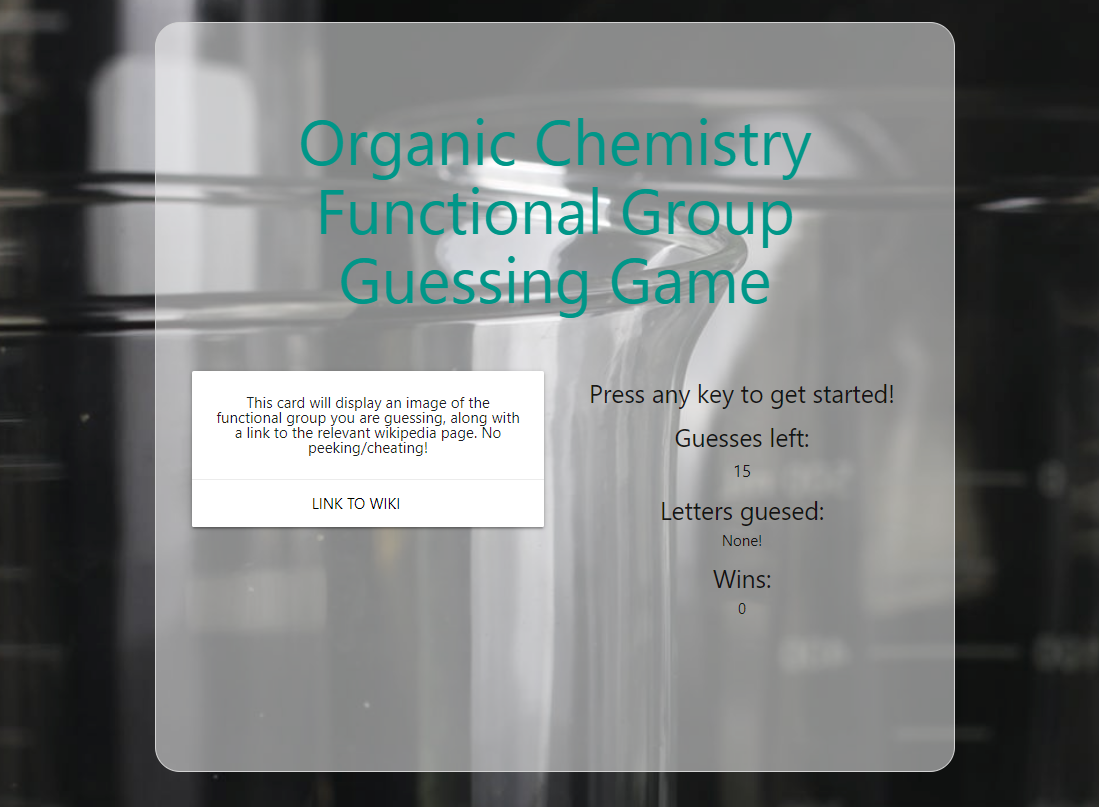 Organic Chemistry
Functional Group
Guessing Game
This card will display an image of the
functional group you are guessing, along with
a link to the relevant wikipedia page. No
peeking/cheating!
LINK TO WIKI
Press any key to get started!
Guesses left:
15
Letters guesed:
None!
Wins:
0